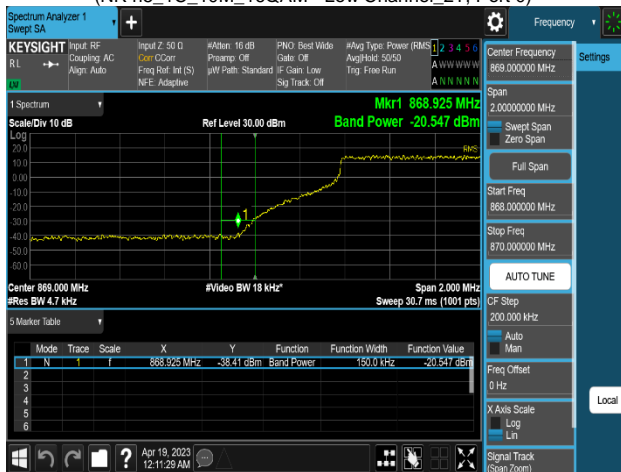 Spectrum Analyzer 1
Swept SA
Frequency
KEYSIGHT
RL
Input: RF
Coupling: AC
Align: Auto
Input Z: 50 Ω
Corr CCorr
Freq Ref: Int (S)
NFE: Adaptive
#Atten: 16 dB
Preamp: Off
µW Path: Standard
PNO: Best Wide
Gate: Off
IF Gain: Low
Sig Track: Off
#Avg Type: Power (RMS
Avg|Hold: 50/50
Trig: Free Run
1 2 3 4 5 6
A W W W W W
A N N N N N
Center Frequency
869.000000 MHz
Settings
Span
2.00000000 MHz
Swept Span
Zero Span
Full Span
Start Freq
868.000000 MHz
Stop Freq
870.000000 MHz
AUTO TUNE
CF Step
200.000 kHz
Auto
Man
Freq Offset
0 Hz
X Axis Scale
Log
Lin
Local
Signal Track
(Span Zoom)
1 Spectrum
Scale/Div 10 dB
Ref Level 30.00 dBm
Mkr1 868.925 MHz
Band Power -20.547 dBm
Log
RMS
20.0
10.0
0.00
-10.0
-20.0
-30.0
-40.0
-50.0
-60.0
1
Center 869.000 MHz
#Video BW 18 kHz*
Span 2.000 MHz
#Res BW 4.7 kHz
Sweep 30.7 ms (1001 pts)
5 Marker Table
Mode Trace Scale X Y Function Function Width Function Value
1 N 1 f 868.925 MHz -38.41 dBm Band Power 150.0 kHz -20.547 dBm
2
3
4
5
6
?
Apr 19, 2023
12:11:29 AM